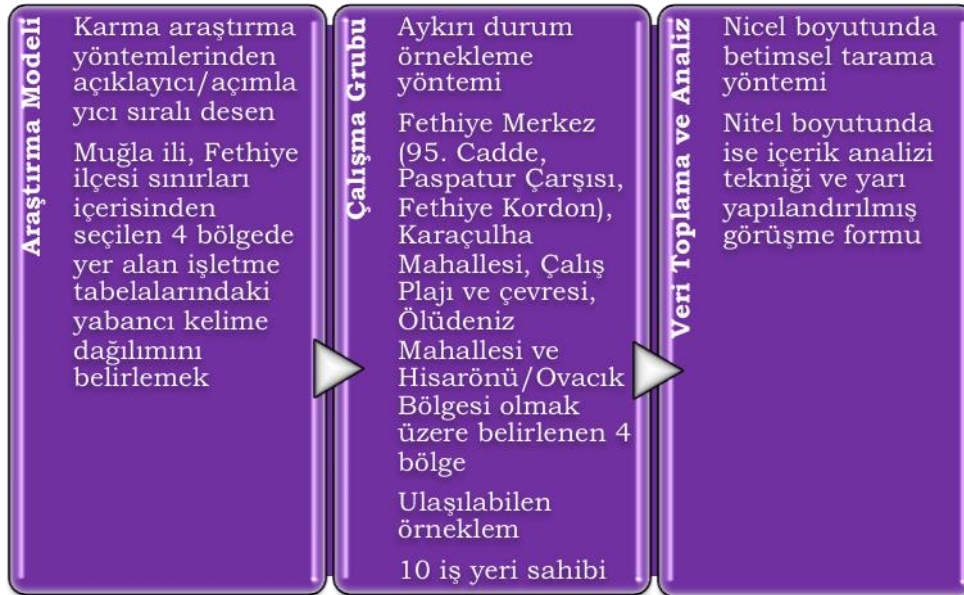 Araştırma Modeli
Karma araştırma
yöntemlerinden
açıklayıcı/açımla
yıcı sıralı desen
Muğla ili, Fethiye
ilçesi sınırları
içerisinden
seçilen 4 bölgede
yer alan işletme
tabelalarındaki
yabancı kelime
dağılımını
belirlemek
Çalışma Grubu
Aykırı durum
örnekleme
yöntemi
Fethiye Merkez
(95. Cadde,
Paspatur Çarşısı,
Fethiye Kordon),
Karaçulha
Mahallesi, Çalış
Plajı ve çevresi,
Ölüdeniz
Mahallesi ve
Hisarönü/Ovacık
Bölgesi olmak
üzere belirlenen 4
bölge
Ulaşılabilen
örneklem
10 iş yeri sahibi
Veri Toplama ve Analiz
Nicel boyutunda
betimsel tarama
yöntemi
Nitel boyutunda
ise içerik analizi
tekniği ve yarı
yapılandırılmış
görüşme formu